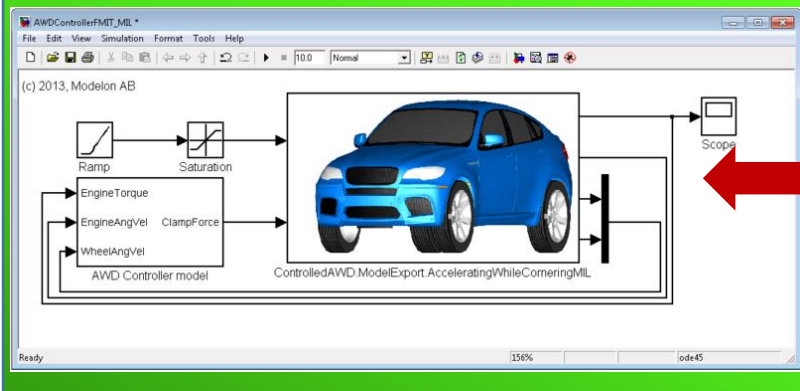 AWDControllerFMIT_MIL *
File Edit View Simulation Format Tools Help
10.0 Normal
(c) 2013, Modelon AB
Ramp
Saturation
Scope
EngineTorque
EngineAngVel ClampForce
WheelAngVel
AWD Controller model
ControlledAWD.ModelExport.AcceleratingWhileCorneringMIL
Ready 156% ode45